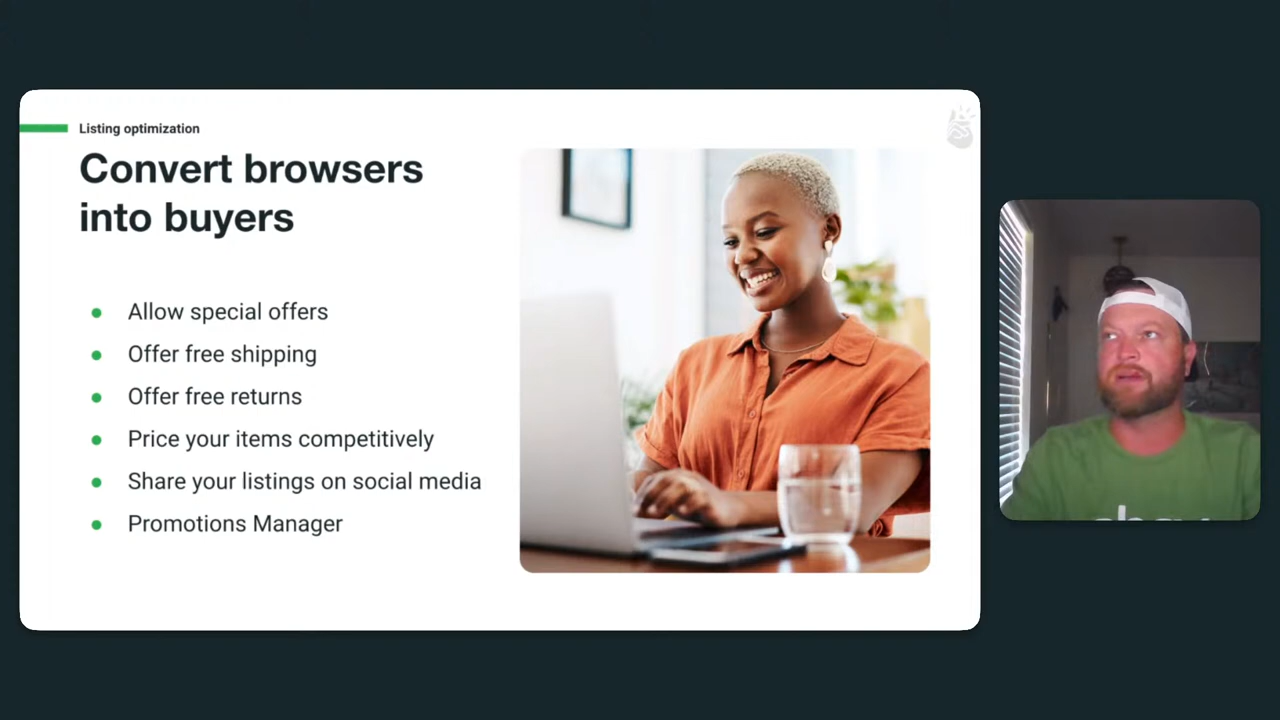 Listing optimization
Convert browsers
into buyers
Allow special offers
Offer free shipping
Offer free returns
Price your items competitively
Share your listings on social media
Promotions Manager